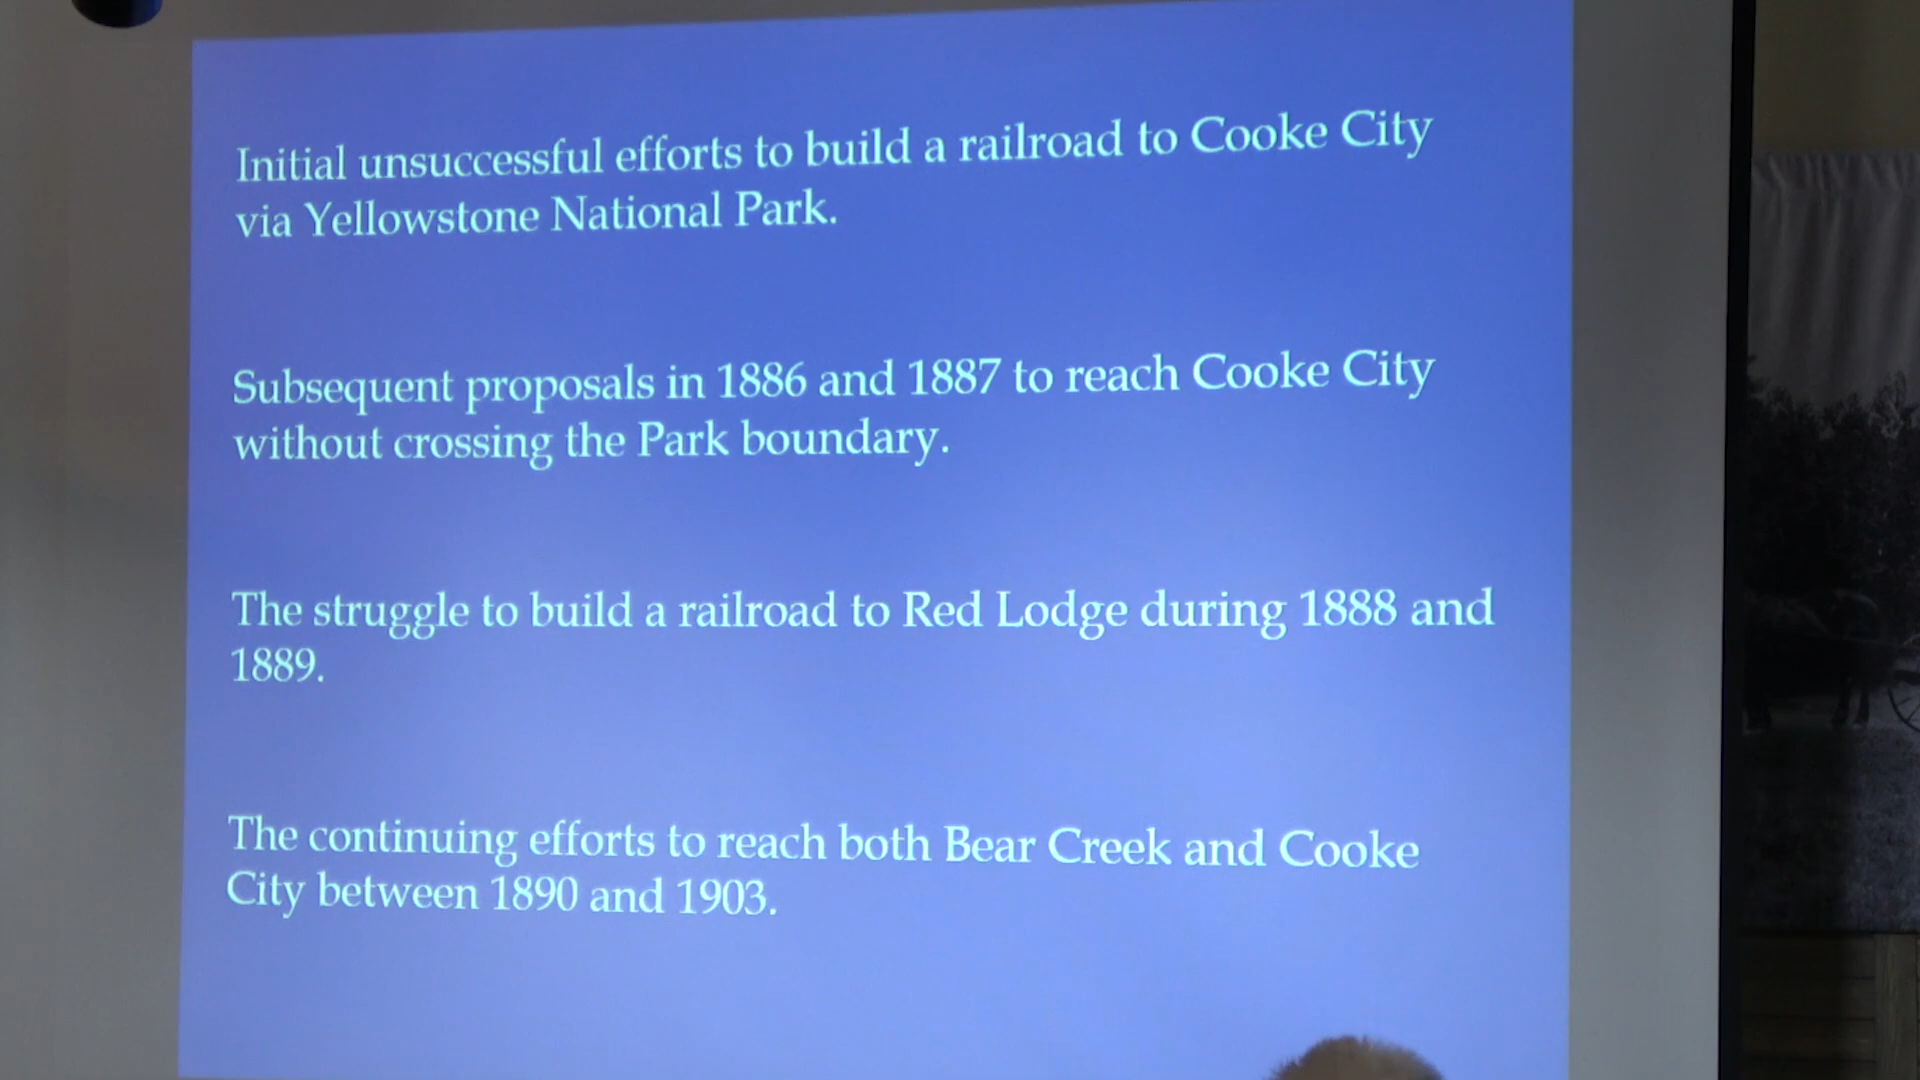 Initial unsuccessful efforts to build a railroad to Cooke City
via Yellowstone National Park.
Subsequent proposals in 1886 and 1887 to reach Cooke City
without crossing the Park boundary.
The struggle to build a railroad to Red Lodge during 1888 and
1889.
The continuing efforts to reach both Bear Creek and Cooke
City between 1890 and 1903.